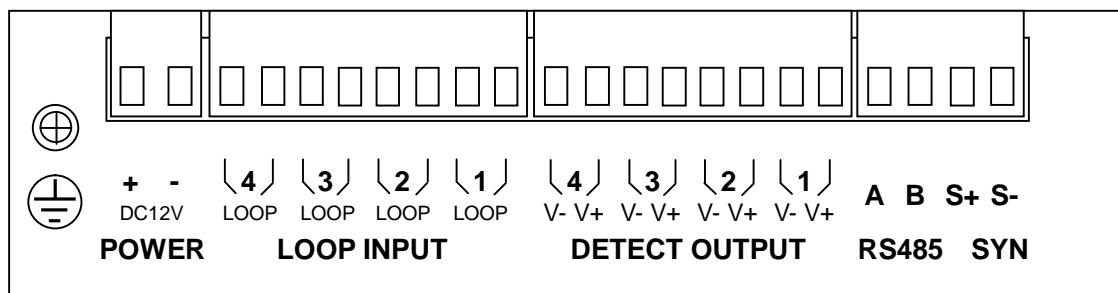 + - 4 3 2 1 4 3 2 1 A B S+ S-
DC12V LOOP LOOP LOOP LOOP V- V+ V- V+ V- V+ V- V+
POWER LOOP INPUT DETECT OUTPUT RS485 SYN